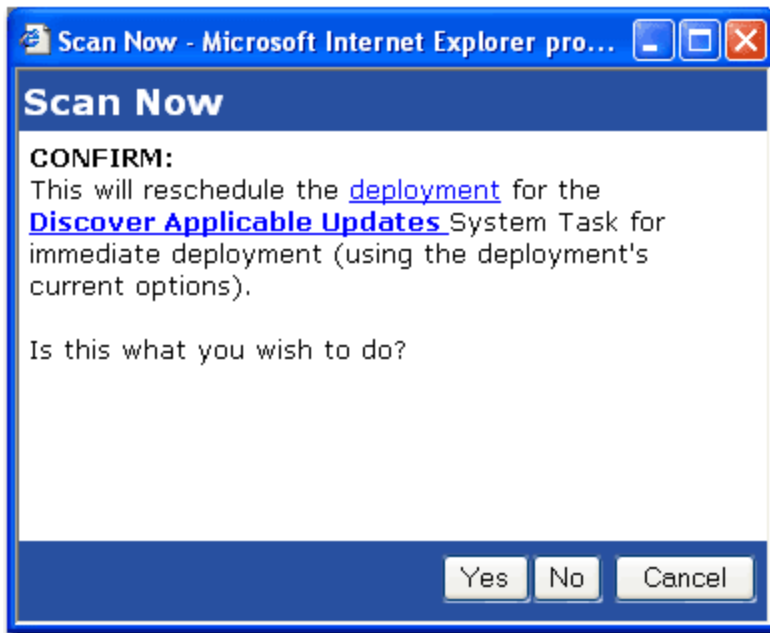 Scan Now - Microsoft Internet Explorer pro...
Scan Now
CONFIRM:
This will reschedule the deployment for the
Discover Applicable Updates System Task for
immediate deployment (using the deployment's
current options).
Is this what you wish to do?
Yes No Cancel